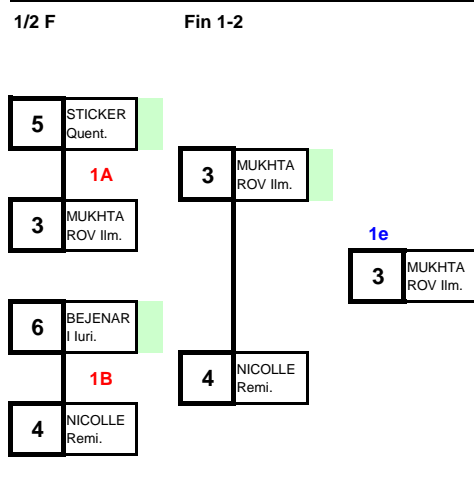 1/2 F Fin 1-2
5 STICKER
Quent.
1A
3 MUKHTA
ROV Ilm.
3 MUKHTA
ROV Ilm.
1e
3 MUKHTA
ROV Ilm.
6 BEJENAR
I Iuri.
1B
4 NICOLLE
Remi.
4 NICOLLE
Remi.